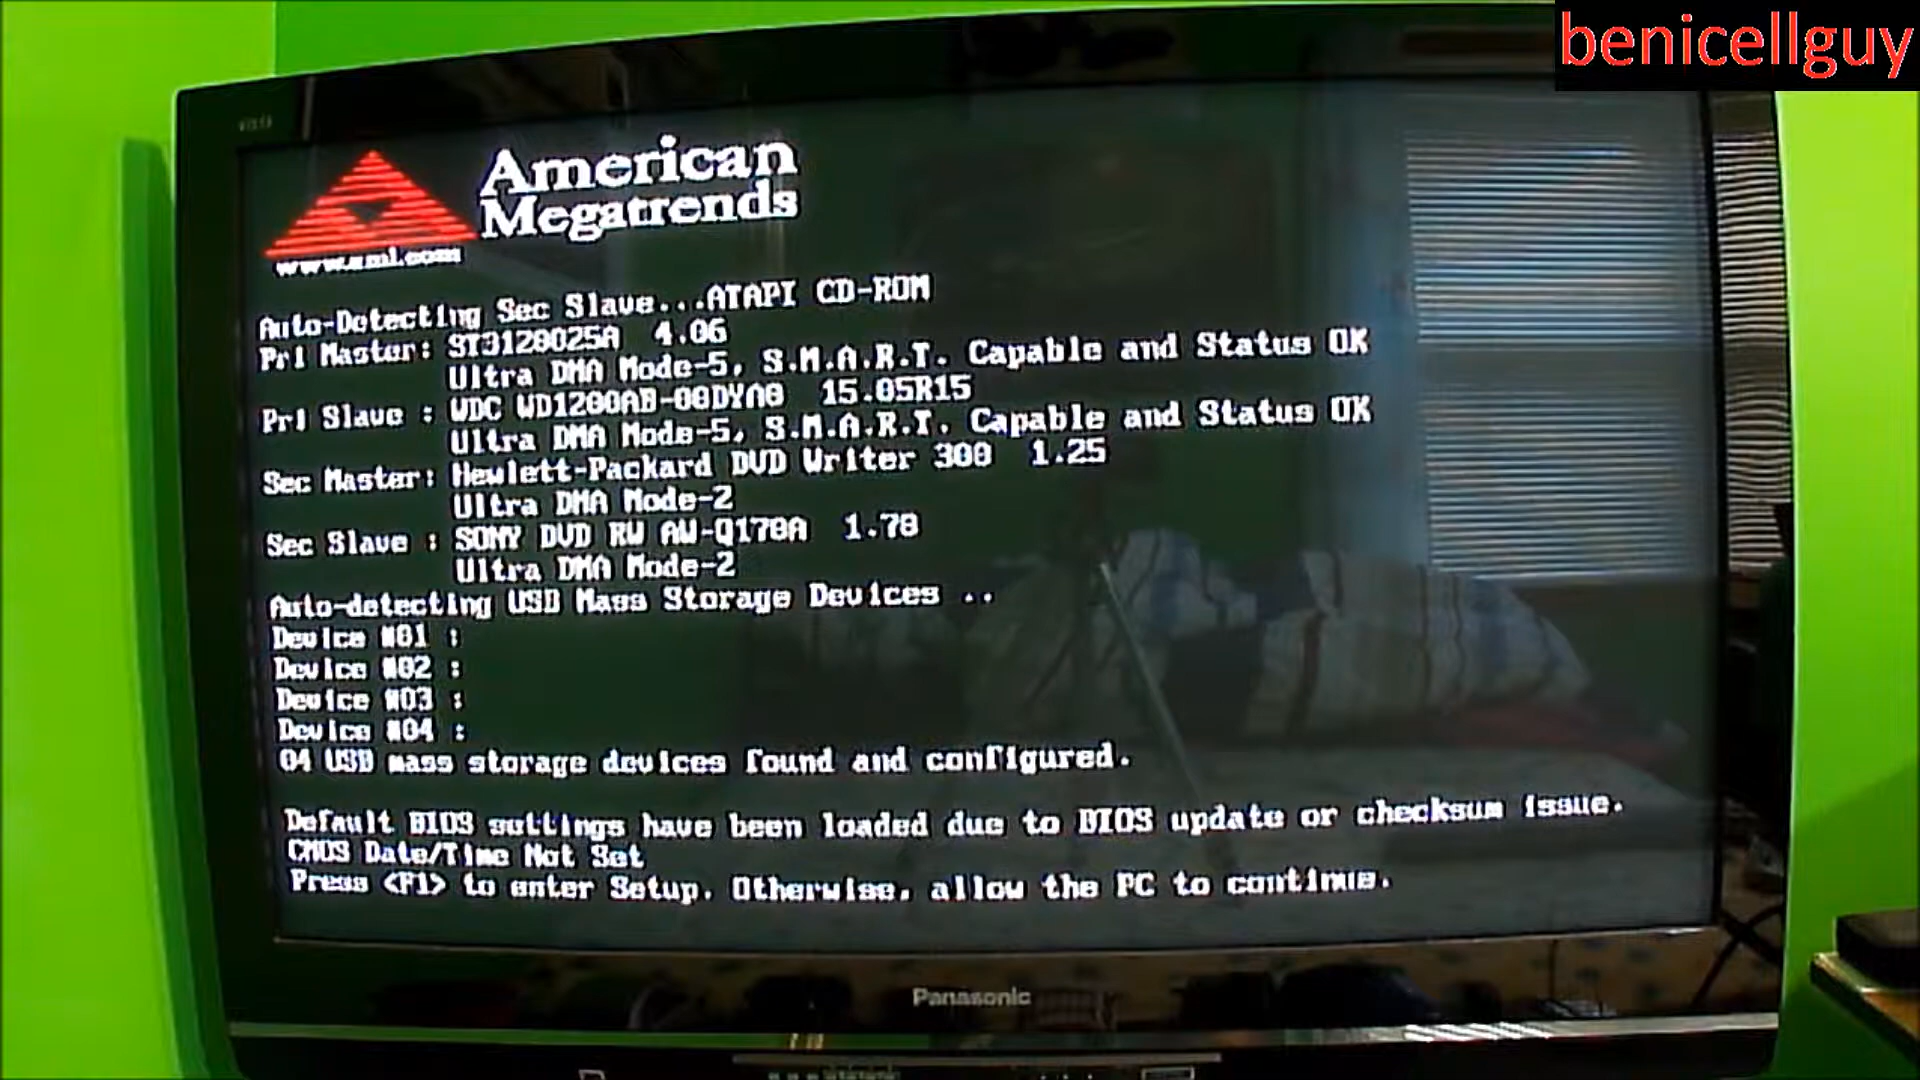 benicellguy
American
Megatrends
www.ami.com
Auto-Detecting Sec Slave...ATAPI CD-ROM
Pri Master: ST3120025A 4.06
Ultra DMA Mode-5, S.M.A.R.T. Capable and Status OK
Pri Slave : WDC WD1200AB-00DYA0 15.05R15
Ultra DMA Mode-5, S.M.A.R.T. Capable and Status OK
Sec Master: Hewlett-Packard DVD Writer 300 1.25
Ultra DMA Mode-2
Sec Slave : SONY DVD RW AW-Q170A 1.78
Ultra DMA Mode-2
Auto-detecting USB Mass Storage Devices ..
Device #01 :
Device #02 :
Device #03 :
Device #04 :
04 USB mass storage devices found and configured.
Default BIOS settings have been loaded due to BIOS update or checksum issue.
CMOS Date/Time Not Set
Press <F1> to enter Setup. Otherwise, allow the PC to continue.
Panasonic